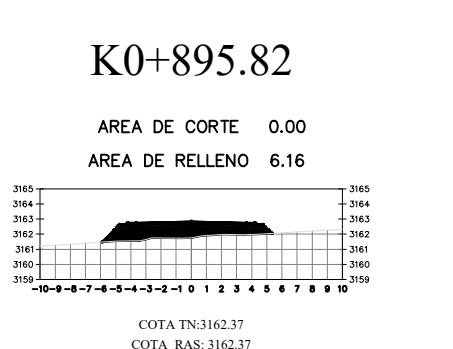 K0+895.82
AREA DE CORTE 0.00
AREA DE RELLENO 6.16
3165 3165
3164 3164
3163 3163
3162 3162
3161 3161
3160 3160
3159 3159
-10 -9 -8 -7 -6 -5 -4 -3 -2 -1 0 1 2 3 4 5 6 7 8 9 10
COTA TN:3162.37
COTA RAS: 3162.37